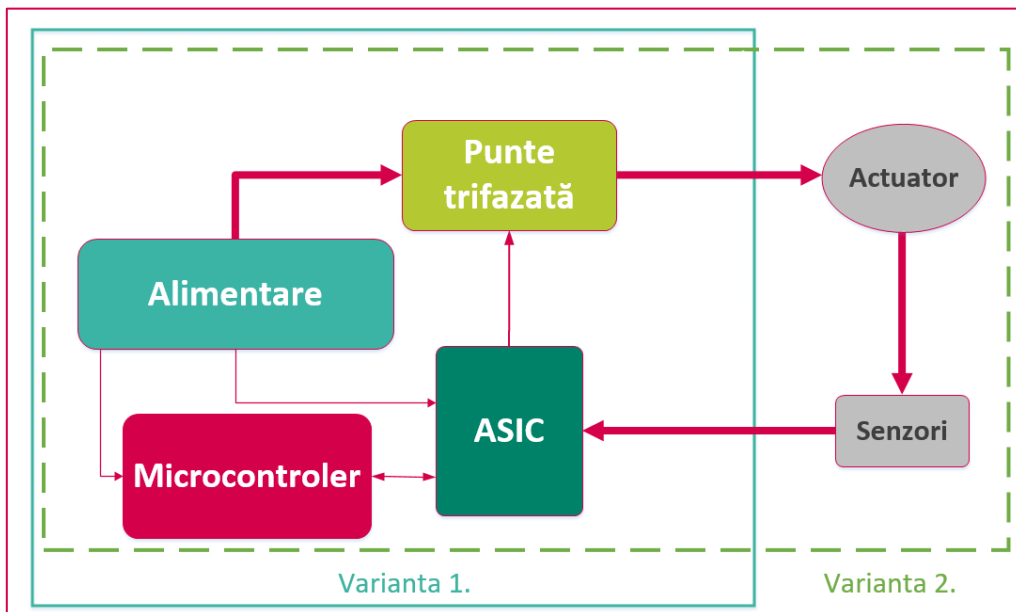 Punte
trifazată
Actuator
Alimentare
ASIC
Senzori
Microcontroler
Varianta 1.
Varianta 2.